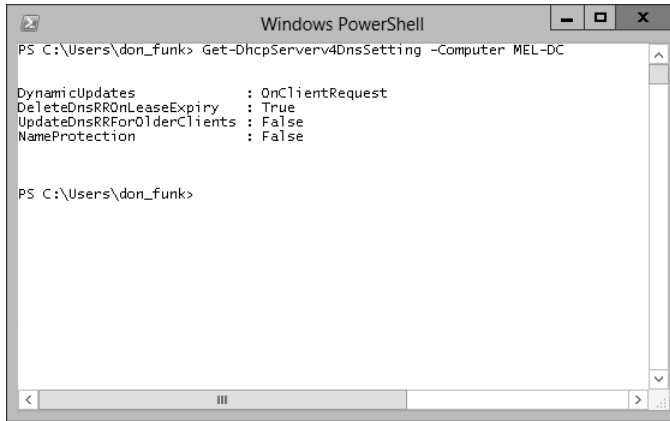 Windows PowerShell
PS C:\Users\don_funk> Get-DhcpServerv4DnsSetting -Computer MEL-DC
DynamicUpdates : OnClientRequest
DeleteDnsRROnLeaseExpiry : True
UpdateDnsRRForOlderClients : False
NameProtection : False
PS C:\Users\don_funk>